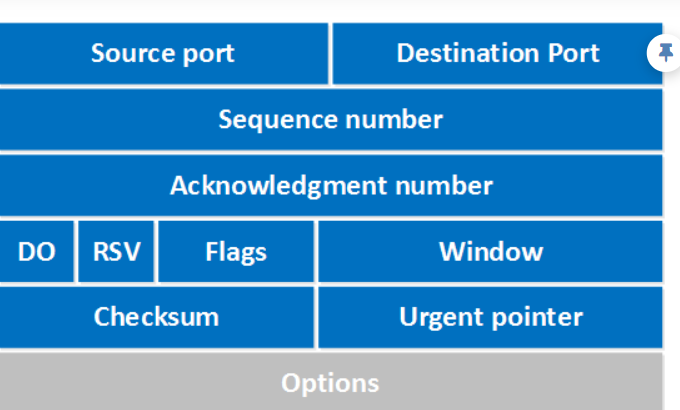 Source port Destination Port
Sequence number
Acknowledgment number
DO RSV Flags Window
Checksum Urgent pointer
Options